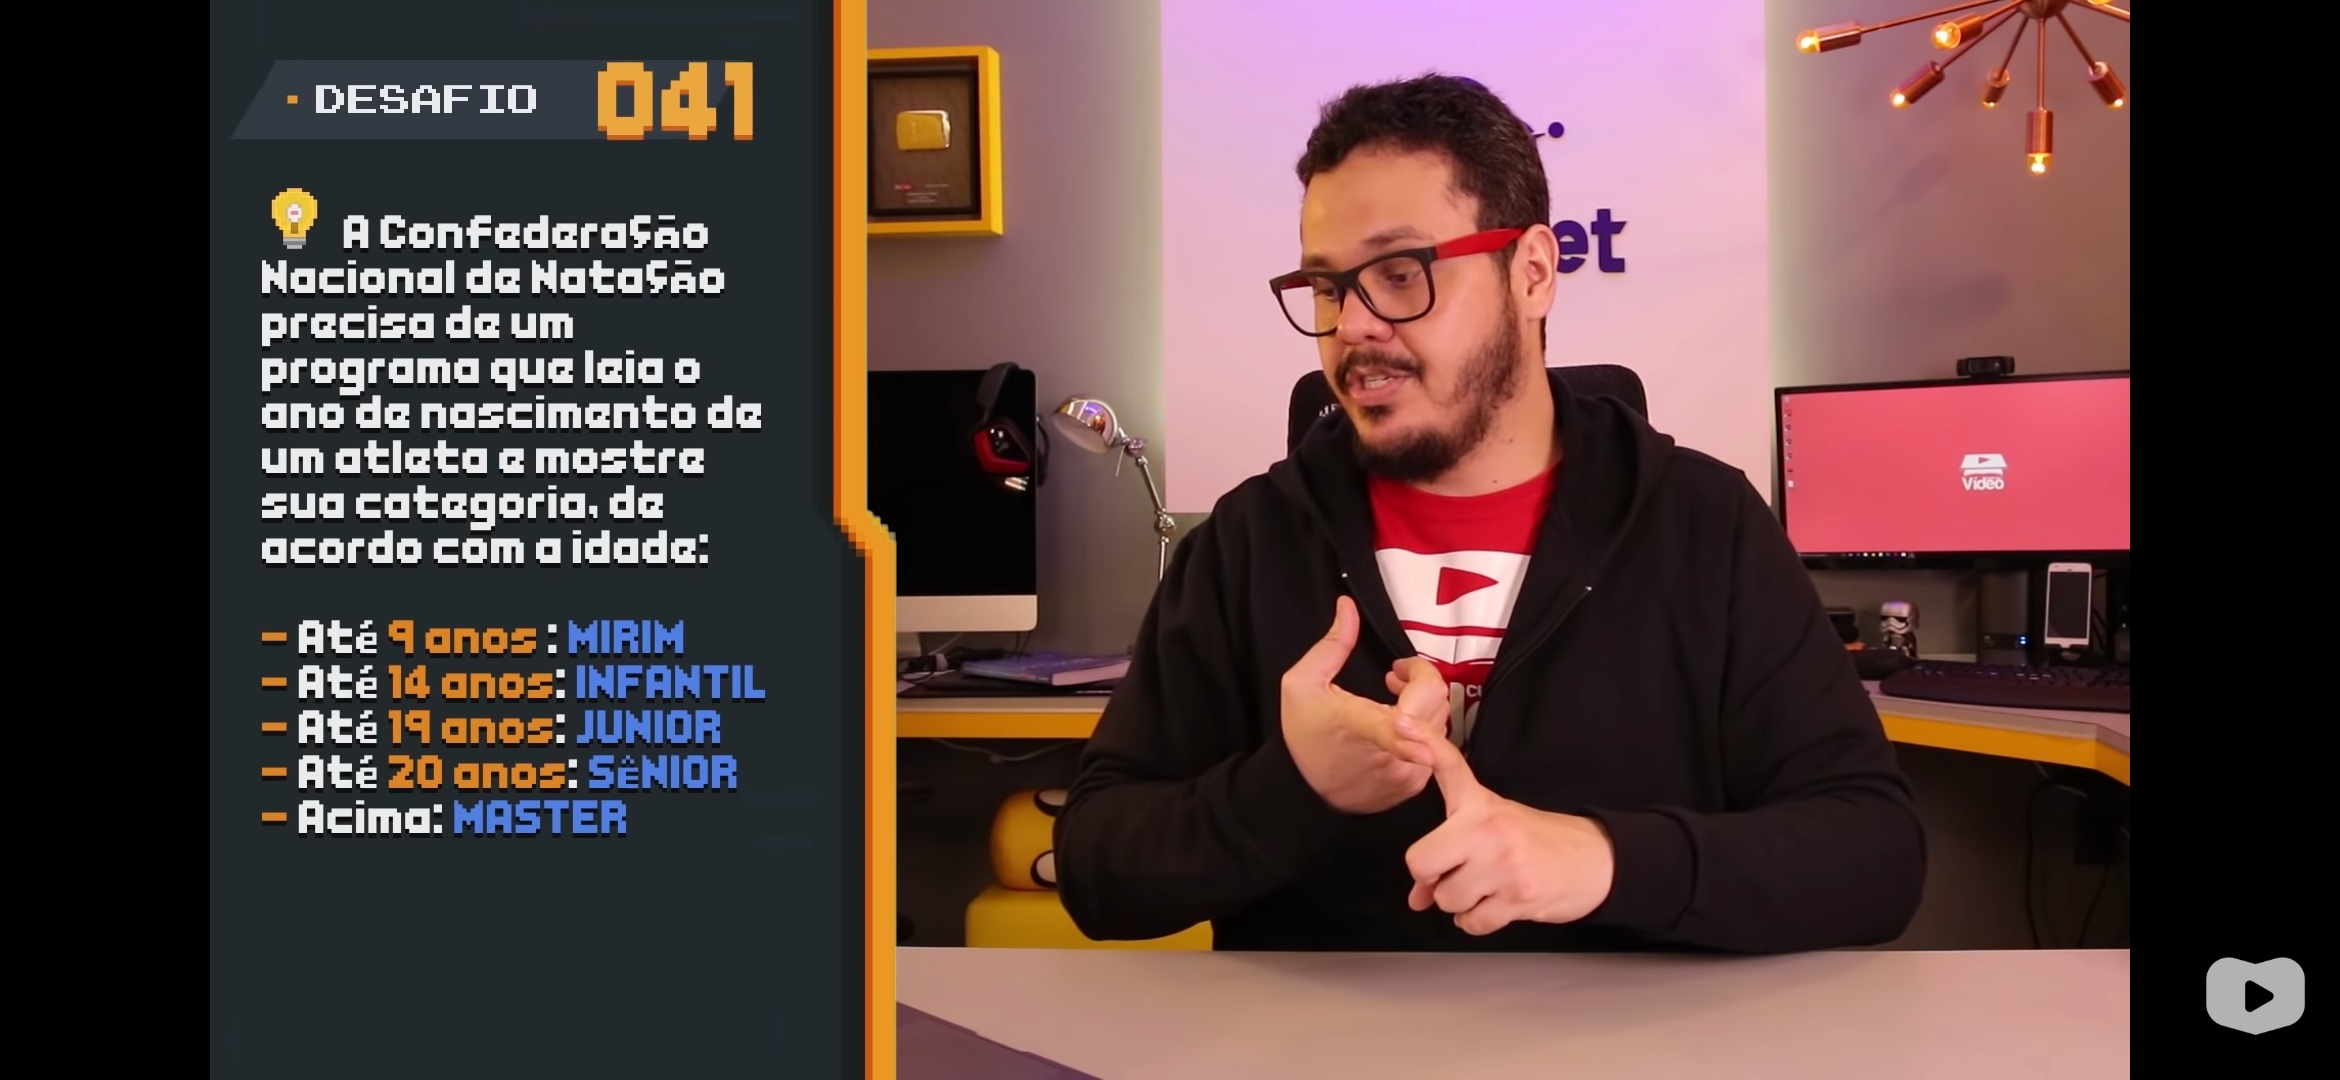 DESAFIO 041
A Confederação
Nacional de Natação
precisa de um
programa que leia o
ano de nascimento de
um atleta e mostre
sua categoria, de
acordo com a idade:
- Até 9 anos : MIRIM
- Até 14 anos: INFANTIL
- Até 19 anos: JUNIOR
- Até 20 anos: SÊNIOR
- Acima: MASTER
et
Vídeo